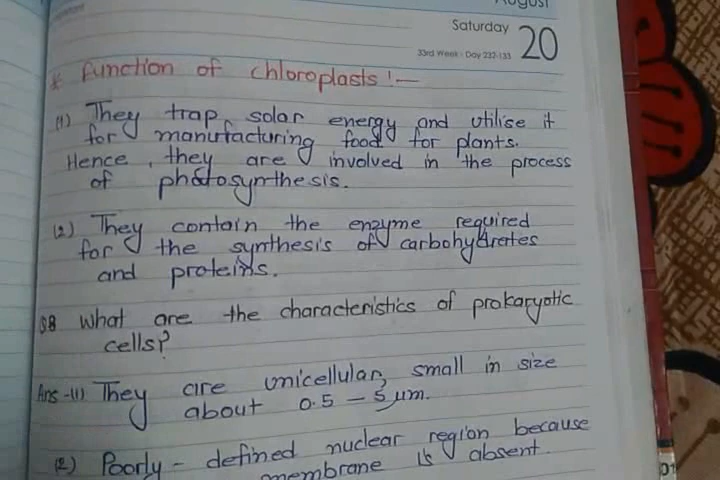 August
Saturday
20
33rd Week • Day 232-133
* Function of chloroplasts :—
(1) They trap solar energy and utilise it
for manufacturing food for plants.
Hence, they are involved in the process
of photosynthesis.
(2) They contain the enzyme required
for the synthesis of carbohydrates
and proteins.
Q8 What are the characteristics of prokaryotic
cells?
Ans-(1) They are unicellular, small in size
about 0.5 – 5 µm.
(2) Poorly - defined nuclear region because
membrane is absent.